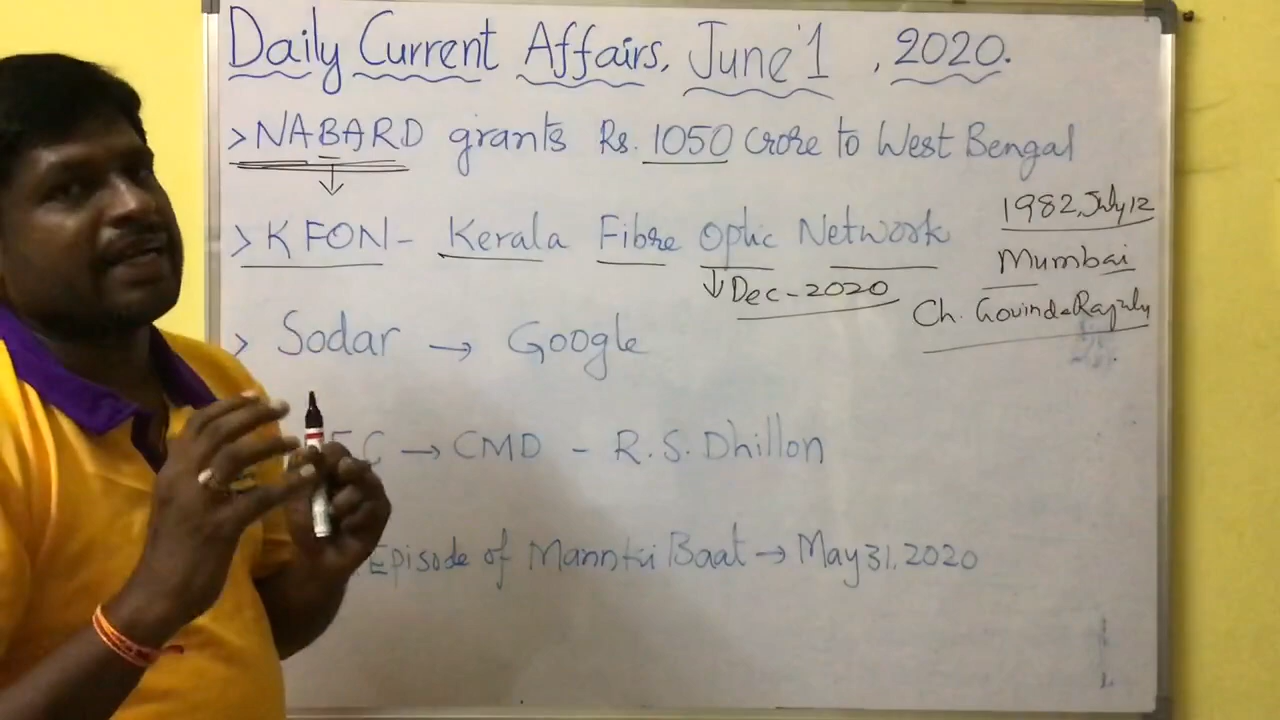 Daily Current Affairs, June 1, 2020.
> NABARD grants Rs. 1050 Crore to West Bengal
1982, July 12
> KFON - Kerala Fibre Optic Network
Mumbai
↓ Dec - 2020
Ch. Govinda Rajulu
> Sodar → Google
FC → CMD - R.S. Dhillon
Episode of Mann ki Baat → May 31, 2020